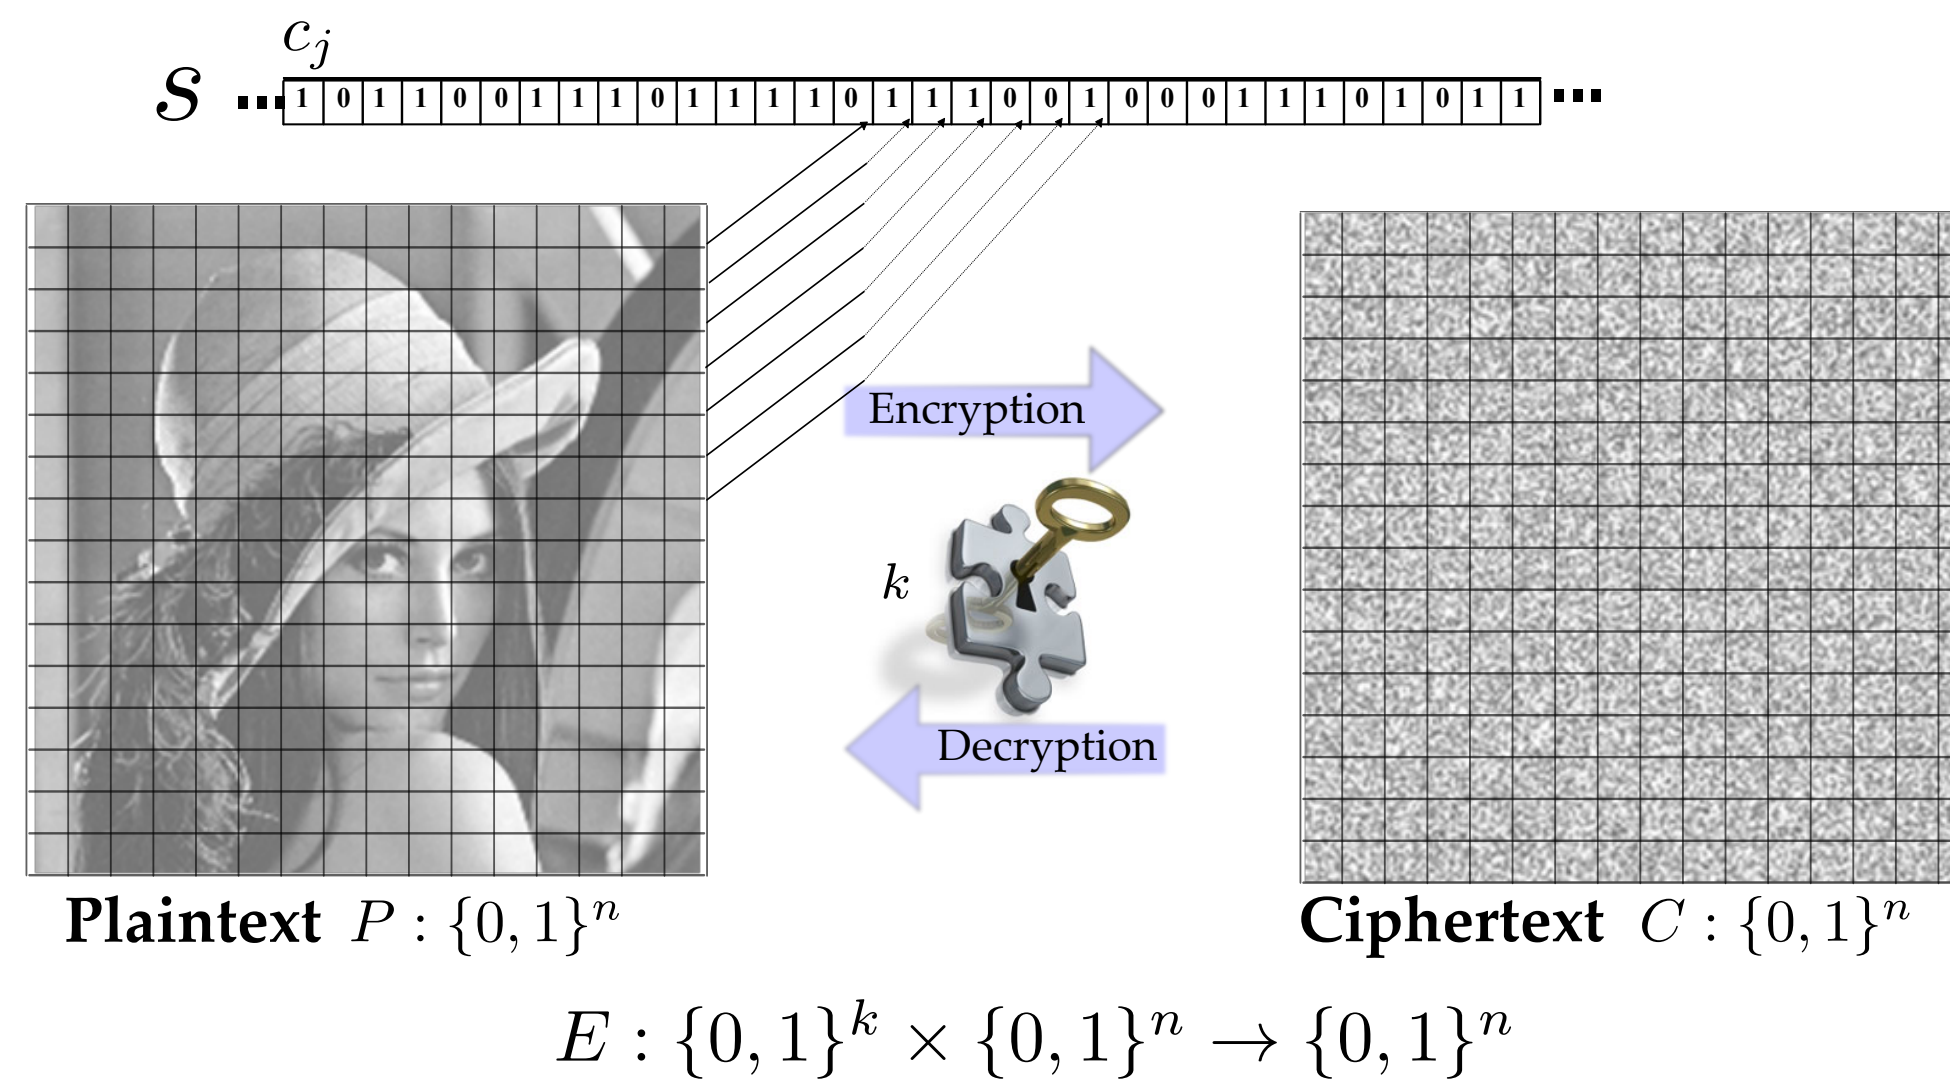 c_j
s ... 1 0 1 1 0 0 1 1 1 0 1 1 1 1 0 1 1 1 0 0 1 0 0 0 1 1 1 0 1 0 1 1 ...
Encryption
k
Decryption
Plaintext P : {0, 1}^n
Ciphertext C : {0, 1}^n
E : {0, 1}^k × {0, 1}^n → {0, 1}^n